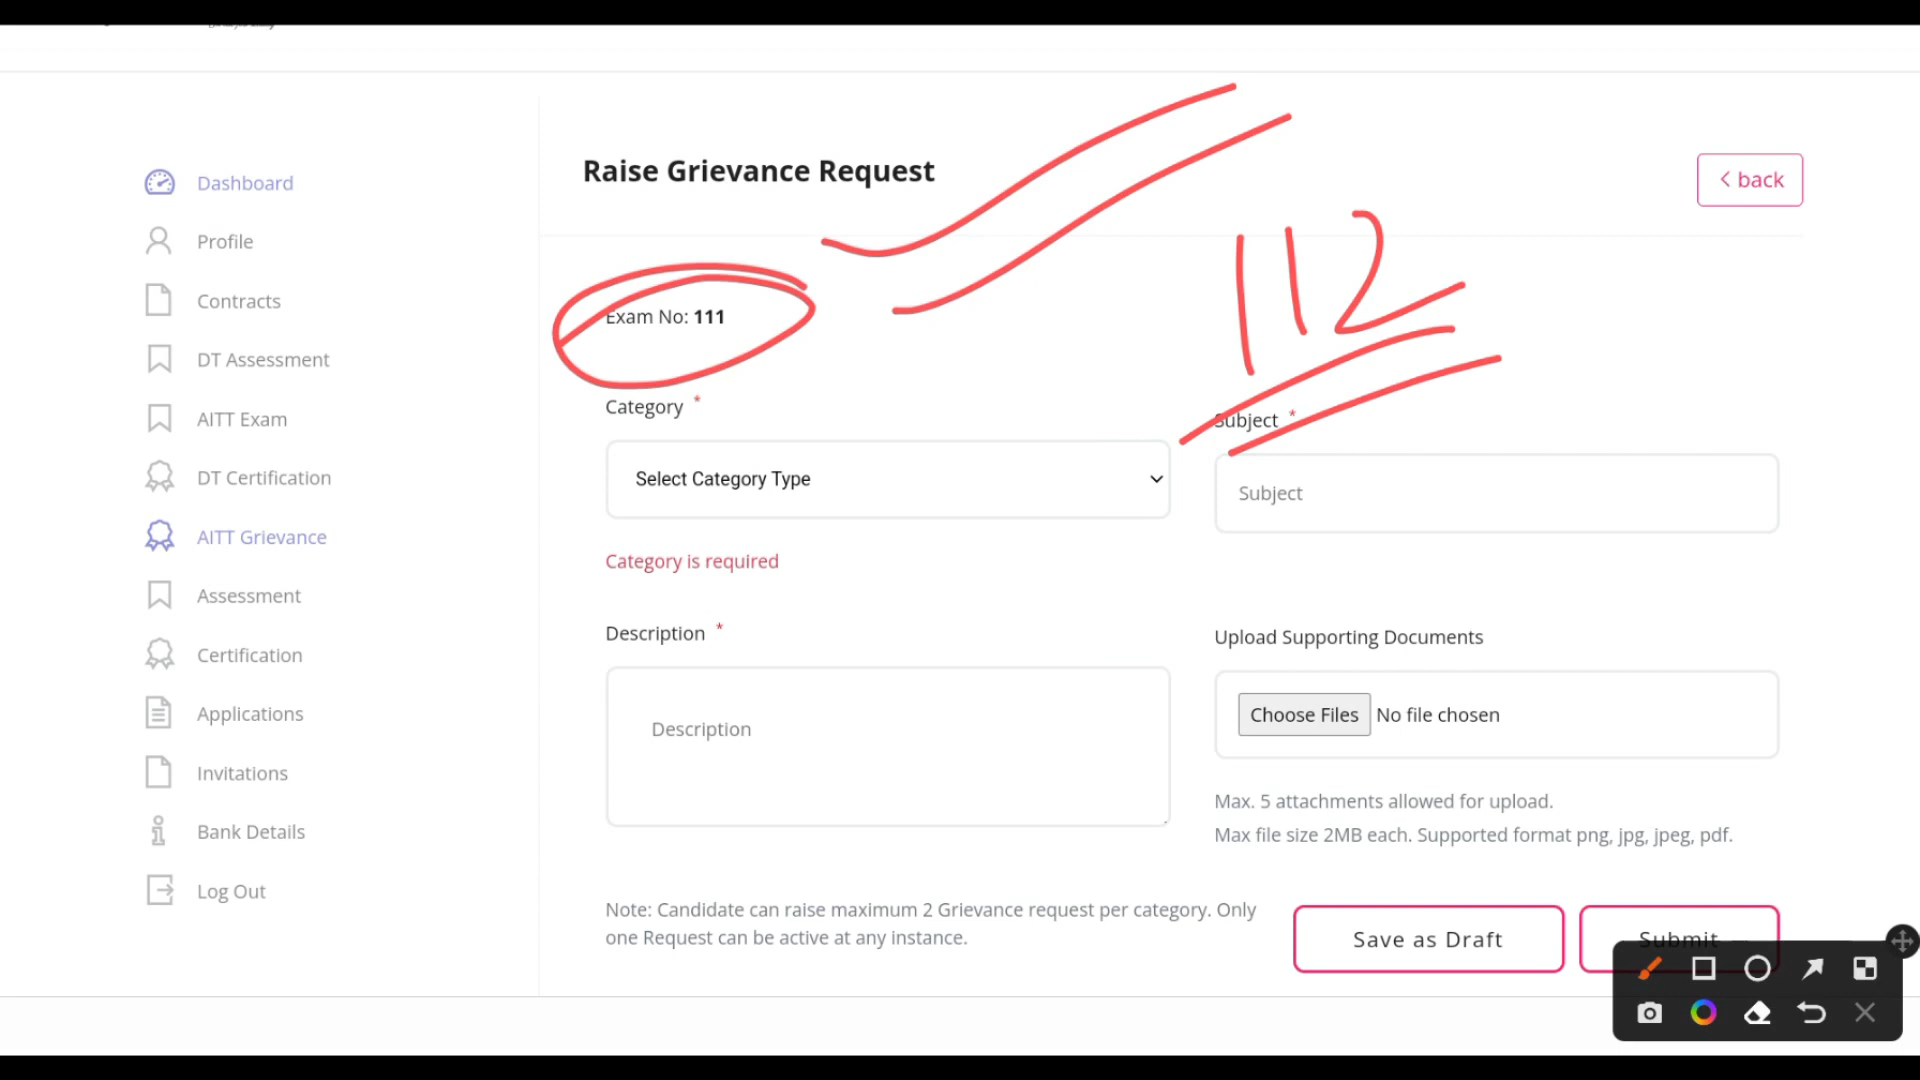 Dashboard
Profile
Contracts
DT Assessment
AITT Exam
DT Certification
AITT Grievance
Assessment
Certification
Applications
Invitations
Bank Details
Log Out
Raise Grievance Request
back
112
Exam No: 111
Category *
Select Category Type
Category is required
Subject *
Subject
Description *
Description
Upload Supporting Documents
Choose Files No file chosen
Max. 5 attachments allowed for upload.
Max file size 2MB each. Supported format png, jpg, jpeg, pdf.
Note: Candidate can raise maximum 2 Grievance request per category. Only
one Request can be active at any instance.
Save as Draft
Submit